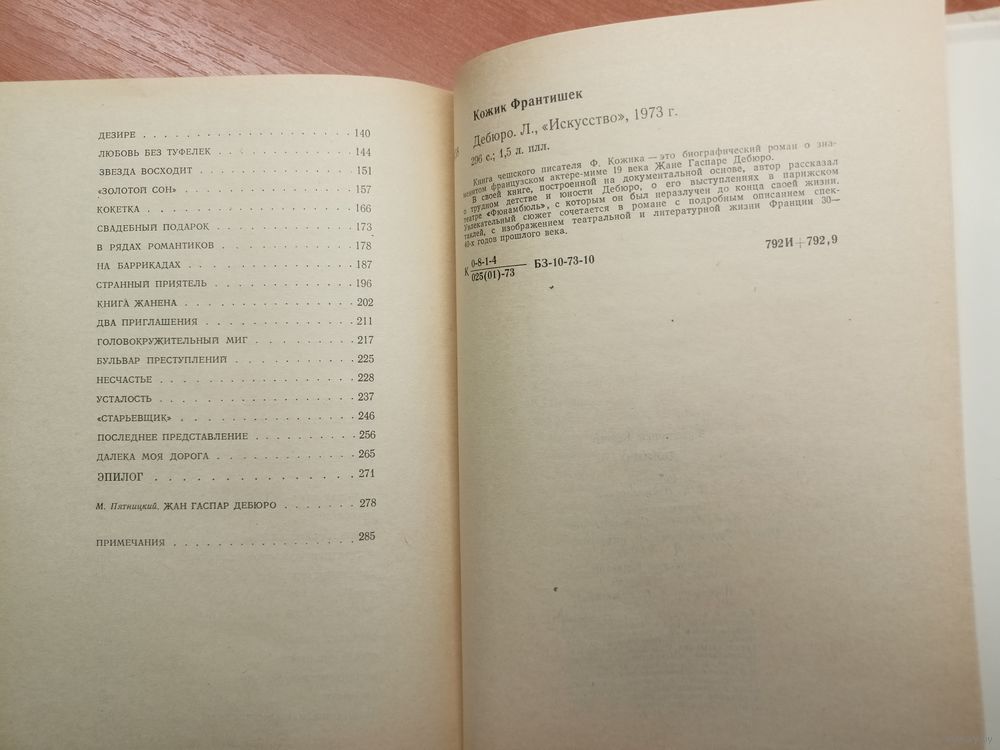 ДЕЗИРЕ . . . . . . . . . . . . . . . . . . . 140
ЛЮБОВЬ БЕЗ ТУФЕЛЕК . . . . . . . . . . . . 144
ЗВЕЗДА ВОСХОДИТ . . . . . . . . . . . . . . 151
«ЗОЛОТОЙ СОН» . . . . . . . . . . . . . . . 157
КОКЕТКА . . . . . . . . . . . . . . . . . . . 166
СВАДЕБНЫЙ ПОДАРОК . . . . . . . . . . . . 173
В РЯДАХ РОМАНТИКОВ . . . . . . . . . . . . 178
НА БАРРИКАДАХ . . . . . . . . . . . . . . . 187
СТРАННЫЙ ПРИЯТЕЛЬ . . . . . . . . . . . . . 196
КНИГА ЖАНЕНА . . . . . . . . . . . . . . . . 202
ДВА ПРИГЛАШЕНИЯ . . . . . . . . . . . . . . 211
ГОЛОВОКРУЖИТЕЛЬНЫЙ МИГ . . . . . . . . . 217
БУЛЬВАР ПРЕСТУПЛЕНИЙ . . . . . . . . . . . 225
НЕСЧАСТЬЕ . . . . . . . . . . . . . . . . . . 228
УСТАЛОСТЬ . . . . . . . . . . . . . . . . . . 237
«СТАРЬЕВЩИК» . . . . . . . . . . . . . . . . 246
ПОСЛЕДНЕЕ ПРЕДСТАВЛЕНИЕ . . . . . . . . . 256
ДАЛЕКА МОЯ ДОРОГА . . . . . . . . . . . . . 265
ЭПИЛОГ . . . . . . . . . . . . . . . . . . . 271
М. Пятницкий. ЖАН ГАСПАР ДЕБЮРО . . . . . . . 278
ПРИМЕЧАНИЯ . . . . . . . . . . . . . . . . . 285
Кожик Франтишек
Дебюро. Л., «Искусство», 1973 г.
296 с.; 1,5 л. илл.
Книга чешского писателя Ф. Кожика — это биографический роман о зна-
менитом французском актере-миме 19 века Жане Гаспаре Дебюро.
В своей книге, построенной на документальной основе, автор рассказал
о трудном детстве и юности Дебюро, о его выступлениях в парижском
театре «Фюнамбюль», с которым он был неразлучен до конца своей жизни.
Увлекательный сюжет сочетается в романе с подробным описанием спек-
таклей, с изображением театральной и литературной жизни Франции 30—
40-х годов прошлого века.
792И+792,9
К 0-8-1-4
025(01)-73 БЗ-10-73-10